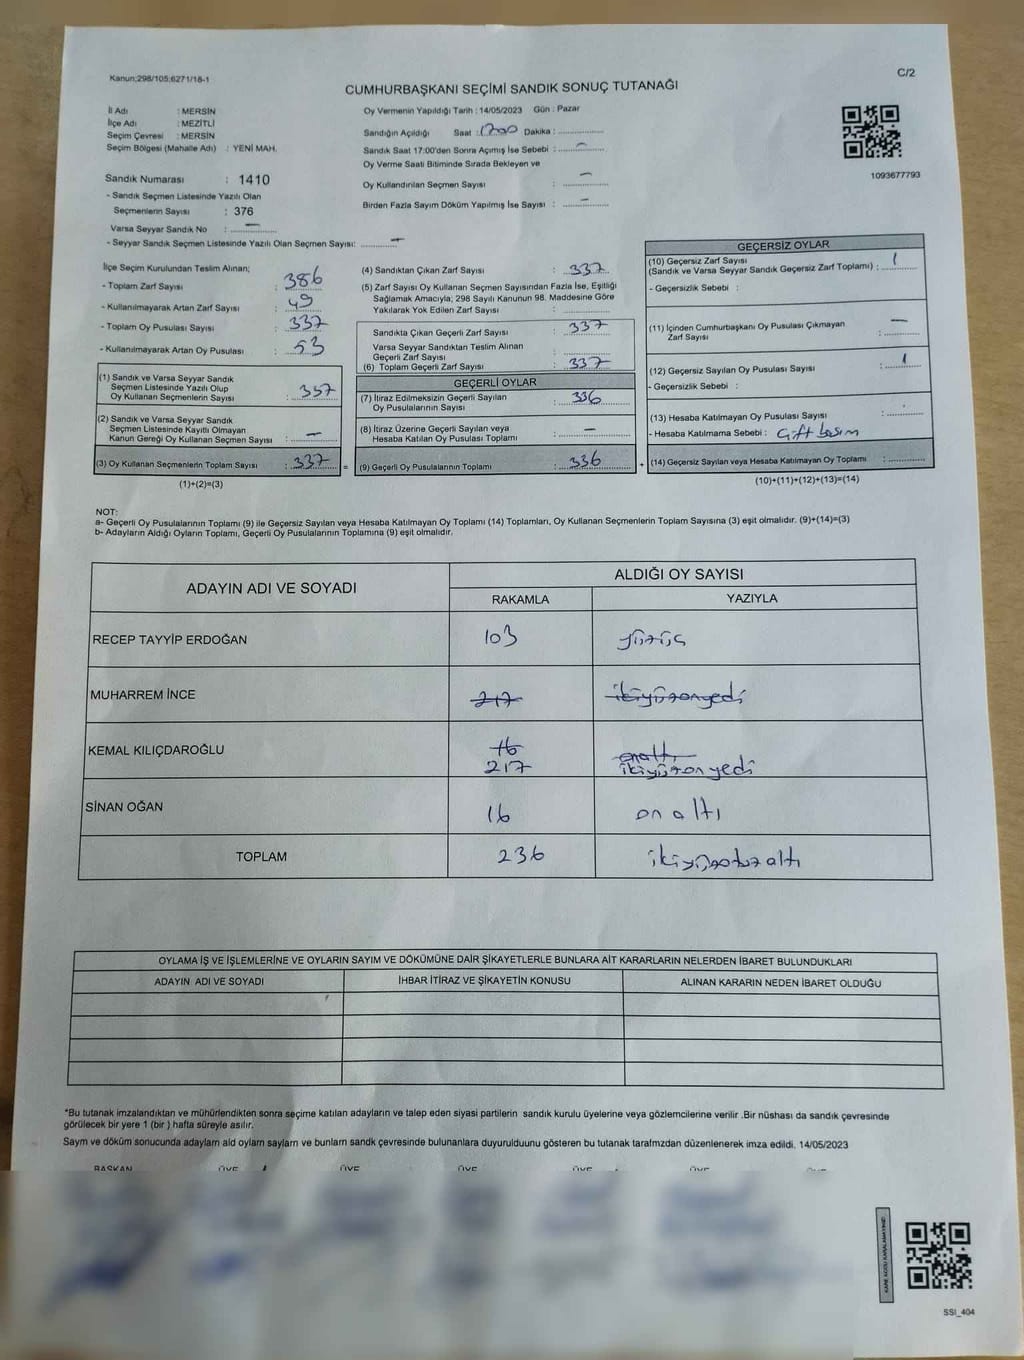 Kanun;298/105;6271/18-1
C/2
CUMHURBAŞKANI SEÇİMİ SANDIK SONUÇ TUTANAĞI
İl Adı : MERSİN
İlçe Adı : MEZİTLİ
Seçim Çevresi : MERSİN
Seçim Bölgesi (Mahalle Adı) : YENİ MAH.
Oy Vermenin Yapıldığı Tarih : 14/05/2023 Gün : Pazar
Sandığın Açıldığı Saat : 1700 Dakika :
Sandık Saat 17:00'den Sonra Açımış İse Sebebi : -
Oy Verme Saati Bitiminde Sırada Bekleyen ve
Oy Kullandırılan Seçmen Sayısı : -
Birden Fazla Sayım Döküm Yapılmış İse Sayısı : -
1093677793
Sandık Numarası : 1410
- Sandık Seçmen Listesinde Yazılı Olan
Seçmenlerin Sayısı : 376
Varsa Seyyar Sandık No : -
- Seyyar Sandık Seçmen Listesinde Yazılı Olan Seçmen Sayısı: -
İlçe Seçim Kurulundan Teslim Alınan;
- Toplam Zarf Sayısı : 386
- Kullanılmayarak Artan Zarf Sayısı : 49
- Toplam Oy Pusulası Sayısı : 337
- Kullanılmayarak Artan Oy Pusulası : 53
(1) Sandık ve Varsa Seyyar Sandık
Seçmen Listesinde Yazılı Olup
Oy Kullanan Seçmenlerin Sayısı : 337
(2) Sandık ve Varsa Seyyar Sandık
Seçmen Listesinde Kayıtlı Olmayan
Kanun Gereği Oy Kullanan Seçmen Sayısı : -
(3) Oy Kullanan Seçmenlerin Toplam Sayısı : 337 =
(1)+(2)=(3)
(4) Sandıktan Çıkan Zarf Sayısı : 337
(5) Zarf Sayısı Oy Kullanan Seçmen Sayısından Fazla İse, Eşitliği
Sağlamak Amacıyla; 298 Sayılı Kanunun 98. Maddesine Göre
Yakılarak Yok Edilen Zarf Sayısı :
Sandıkta Çıkan Geçerli Zarf Sayısı : 337
Varsa Seyyar Sandıktan Teslim Alınan
Geçerli Zarf Sayısı :
(6) Toplam Geçerli Zarf Sayısı : 337
GEÇERLİ OYLAR
(7) İtiraz Edilmeksizin Geçerli Sayılan
Oy Pusulalarının Sayısı : 336
(8) İtiraz Üzerine Geçerli Sayılan veya
Hesaba Katılan Oy Pusulası Toplamı : -
(9) Geçerli Oy Pusulalarının Toplamı : 336 +
GEÇERSİZ OYLAR
(10) Geçersiz Zarf Sayısı
(Sandık ve Varsa Seyyar Sandık Geçersiz Zarf Toplamı) : 1
- Geçersizlik Sebebi :
(11) İçinden Cumhurbaşkanı Oy Pusulası Çıkmayan
Zarf Sayısı : -
(12) Geçersiz Sayılan Oy Pusulası Sayısı : 1
- Geçersizlik Sebebi :
(13) Hesaba Katılmayan Oy Pusulası Sayısı :
- Hesaba Katılmama Sebebi : Çift basım
(14) Geçersiz Sayılan veya Hesaba Katılmayan Oy Toplamı :
(10)+(11)+(12)+(13)=(14)
NOT:
a- Geçerli Oy Pusulalarının Toplamı (9) ile Geçersiz Sayılan veya Hesaba Katılmayan Oy Toplamı (14) Toplamları, Oy Kullanan Seçmenlerin Toplam Sayısına (3) eşit olmalıdır. (9)+(14)=(3)
b- Adayların Aldığı Oyların Toplamı, Geçerli Oy Pusulalarının Toplamına (9) eşit olmalıdır.
ADAYIN ADI VE SOYADI
ALDIĞI OY SAYISI
RAKAMLA YAZIYLA
RECEP TAYYİP ERDOĞAN 103 yüzüç
MUHARREM İNCE 217 ikiyüzonyedi
KEMAL KILIÇDAROĞLU 16 onaltı
217 ikiyüzonyedi
SİNAN OĞAN 16 on altı
TOPLAM 236 ikiyüzotuzaltı
OYLAMA İŞ VE İŞLEMLERİNE VE OYLARIN SAYIM VE DÖKÜMÜNE DAİR ŞİKAYETLERLE BUNLARA AİT KARARLARIN NELERDEN İBARET BULUNDUKLARI
ADAYIN ADI VE SOYADI İHBAR İTİRAZ VE ŞİKAYETİN KONUSU ALINAN KARARIN NEDEN İBARET OLDUĞU
*Bu tutanak imzalandıktan ve mühürlendikten sonra seçime katılan adayların ve talep eden siyasi partilerin sandık kurulu üyelerine veya gözlemcilerine verilir .Bir nüshası da sandık çevresinde
görülecek bir yere 1 (bir ) hafta süreyle asılır.
Saym ve döküm sonucunda adaylam ald oylam saylam ve bunlam sandk çevresinde bulunanlara duyurulduunu gösteren bu tutanak tarafmzdan düzenlenerek imza edildi. 14/05/2023
BAŞKAN ÜYE ÜYE ÜYE ÜYE ÜYE ÜYE
SSI_404